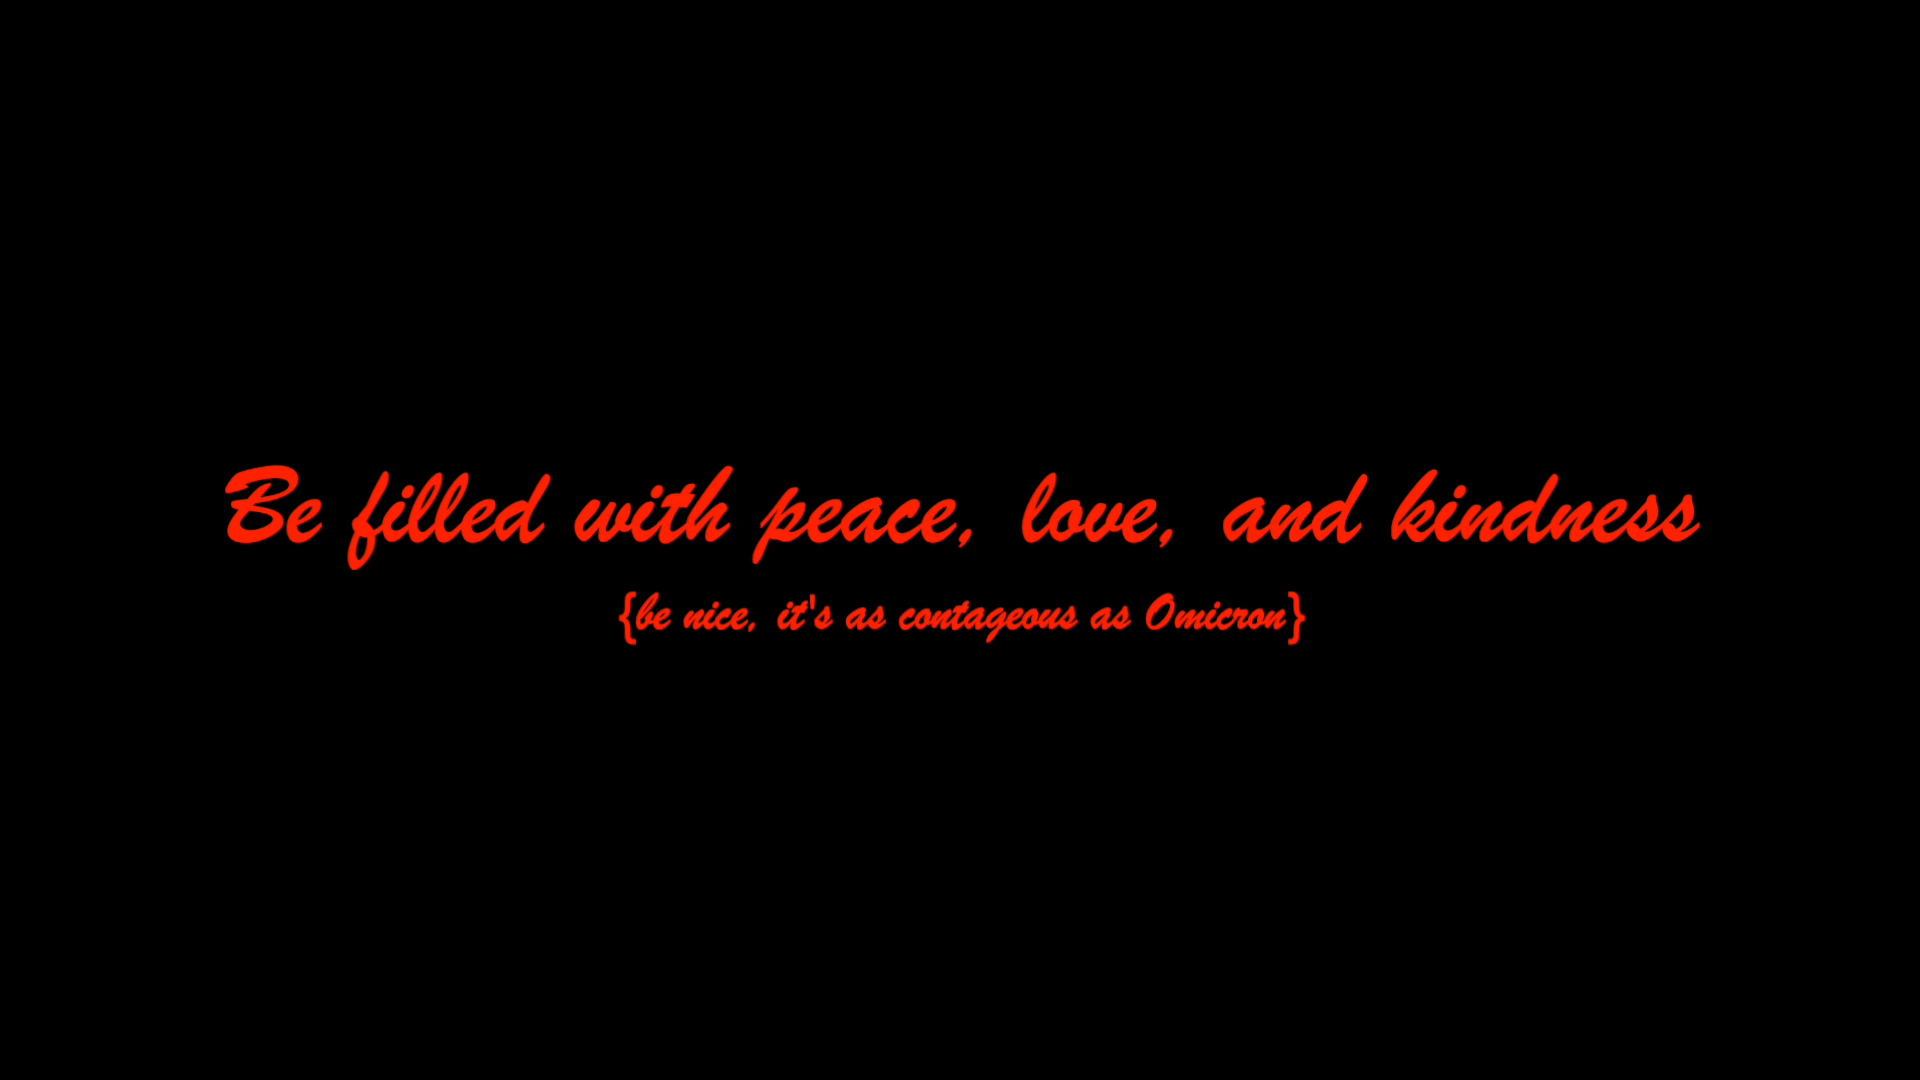 Be filled with peace, love, and kindness
{be nice, it's as contageous as Omicron}